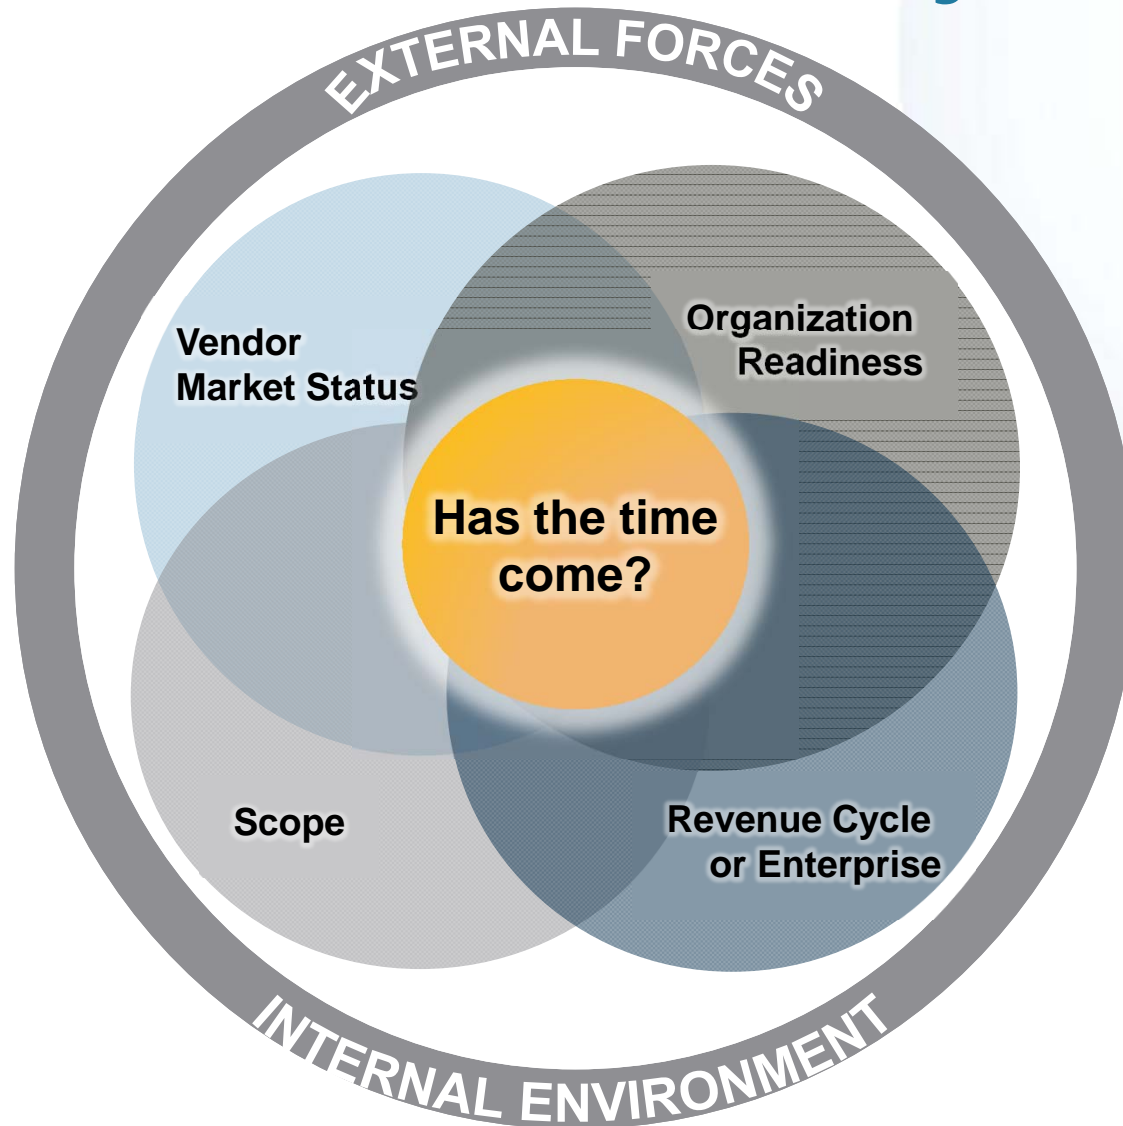 EXTERNAL FORCES
Vendor
Market Status
Organization
Readiness
Has the time
come?
Scope
Revenue Cycle
or Enterprise
INTERNAL ENVIRONMENT